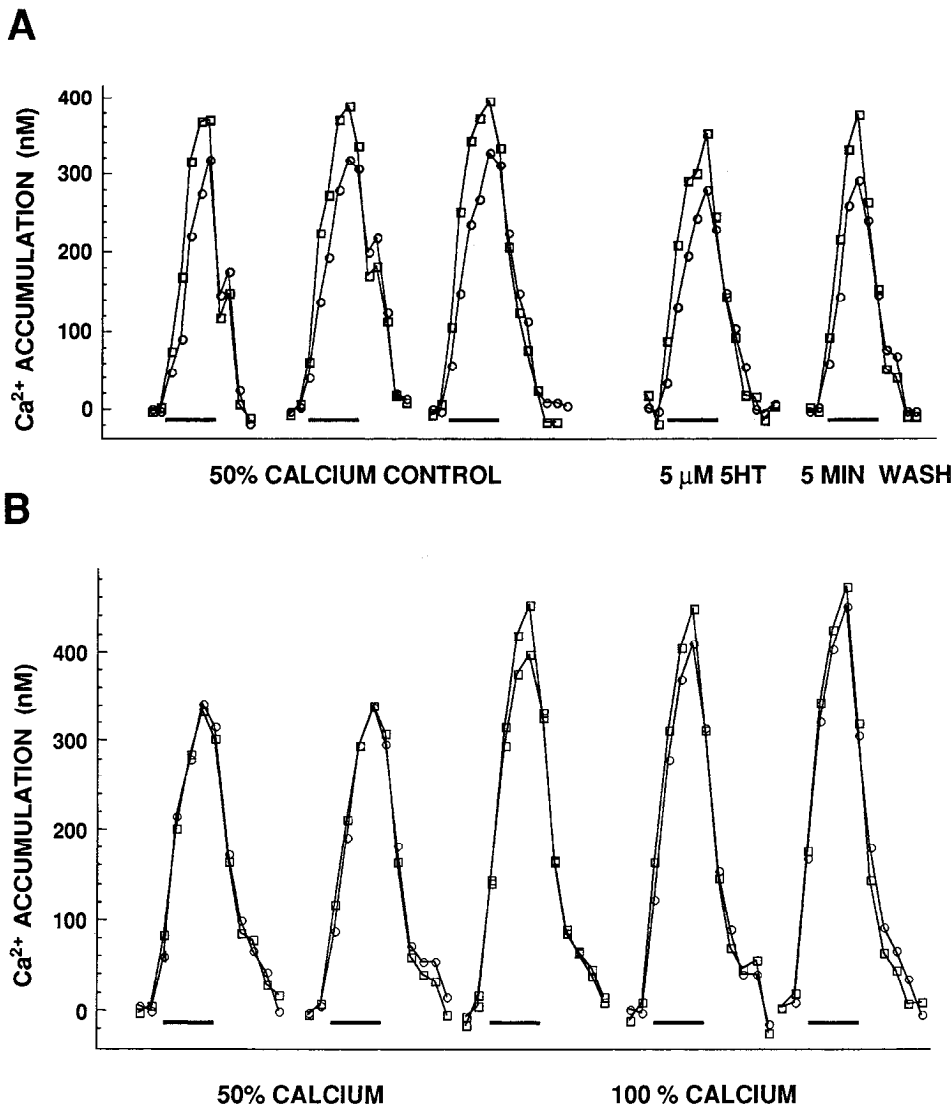 A
Ca²⁺ ACCUMULATION (nM)
400
300
200
100
0
50% CALCIUM CONTROL
5 μM 5HT
5 MIN WASH
B
Ca²⁺ ACCUMULATION (nM)
400
300
200
100
0
50% CALCIUM
100 % CALCIUM